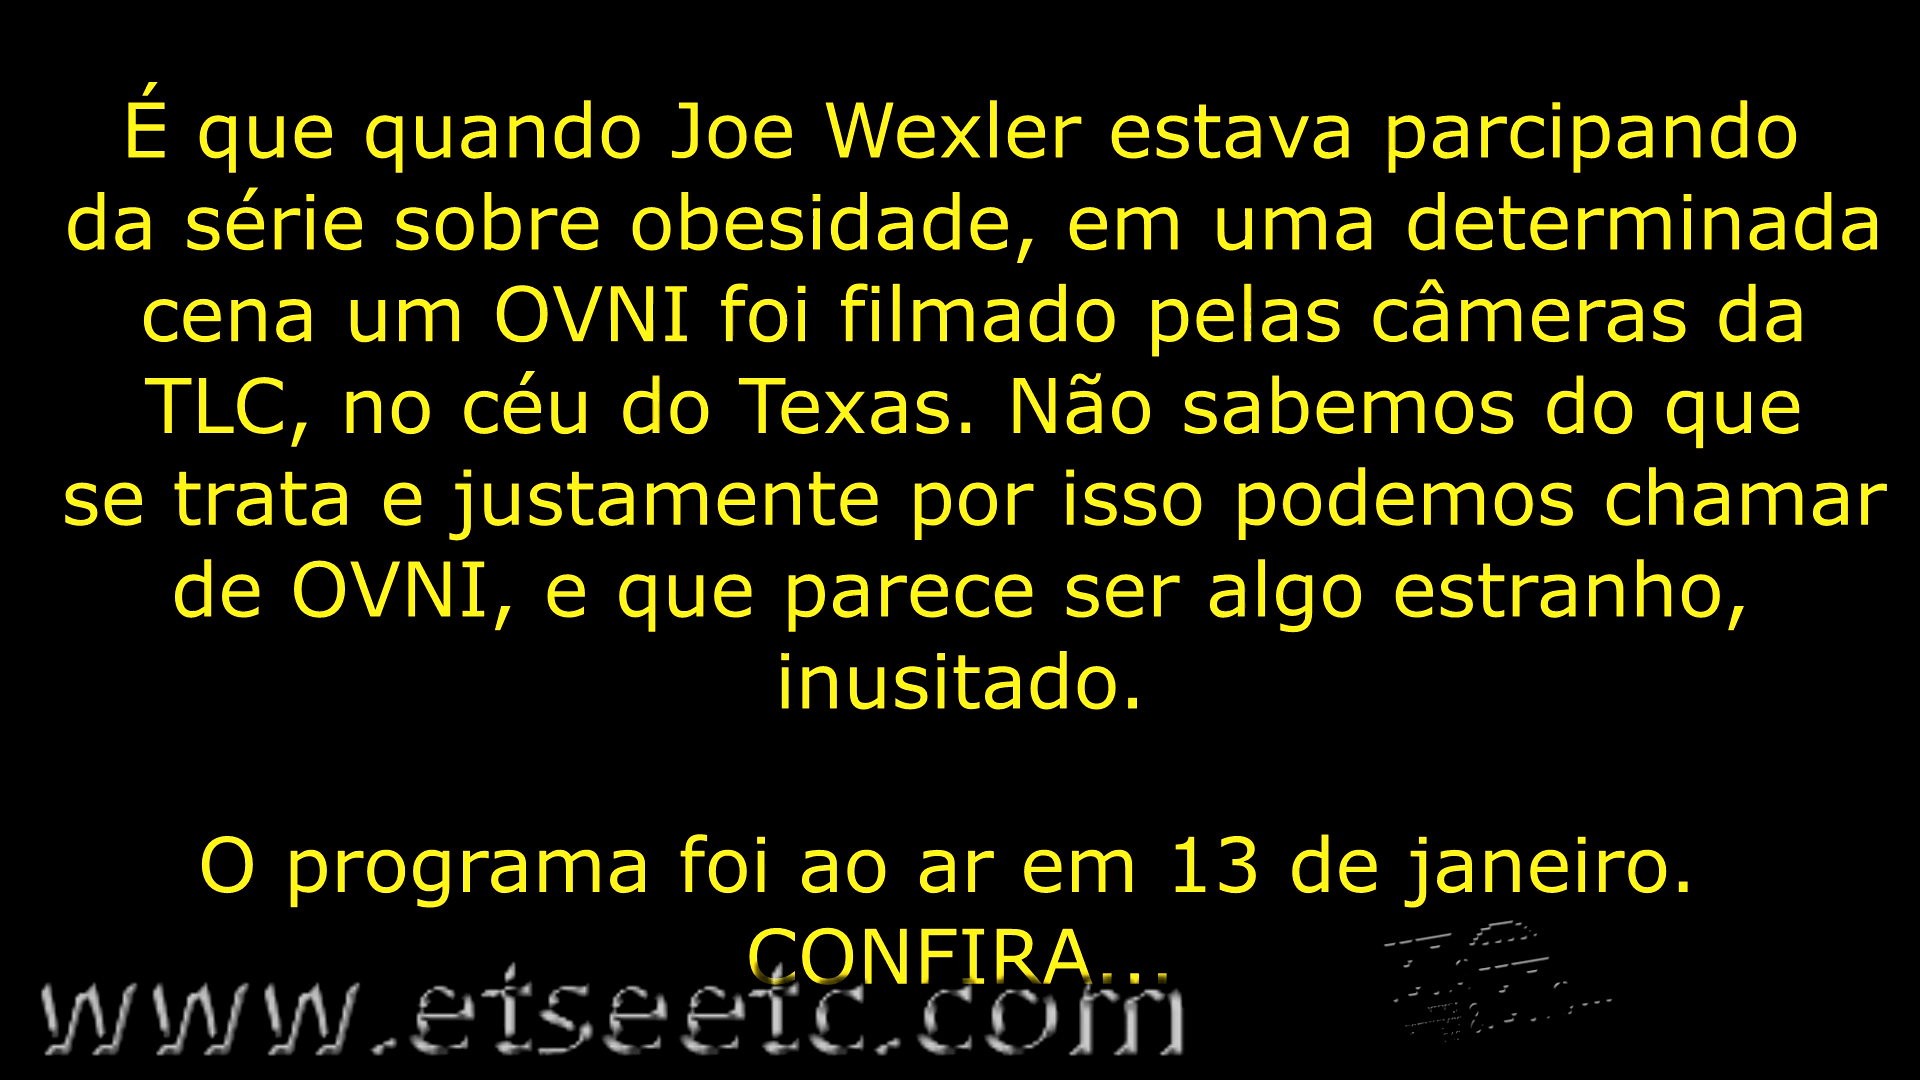 É que quando Joe Wexler estava parcipando
da série sobre obesidade, em uma determinada
cena um OVNI foi filmado pelas câmeras da
TLC, no céu do Texas. Não sabemos do que
se trata e justamente por isso podemos chamar
de OVNI, e que parece ser algo estranho,
inusitado.
O programa foi ao ar em 13 de janeiro.
CONFIRA...
www.etseetc.com